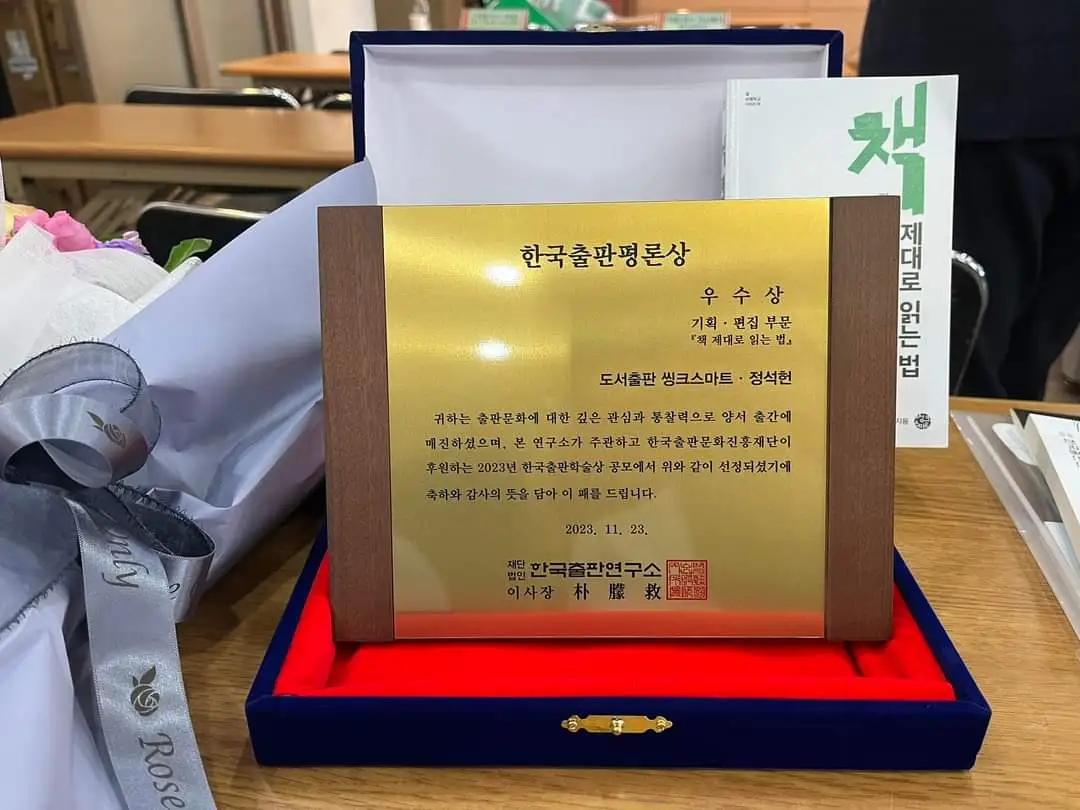 한국출판평론상
우 수 상
기획 · 편집 부문
『책 제대로 읽는 법』
도서출판 씽크스마트 · 정석헌
귀하는 출판문화에 대한 깊은 관심과 통찰력으로 양서 출간에
매진하셨으며, 본 연구소가 주관하고 한국출판문화진흥재단이
후원하는 2023년 한국출판학술상 공모에서 위와 같이 선정되셨기에
축하와 감사의 뜻을 담아 이 패를 드립니다.
2023. 11. 23.
재단
법인 한국출판연구소
이사장 朴 朦 救
책
제대로 읽는 법
지음
mly
Rose